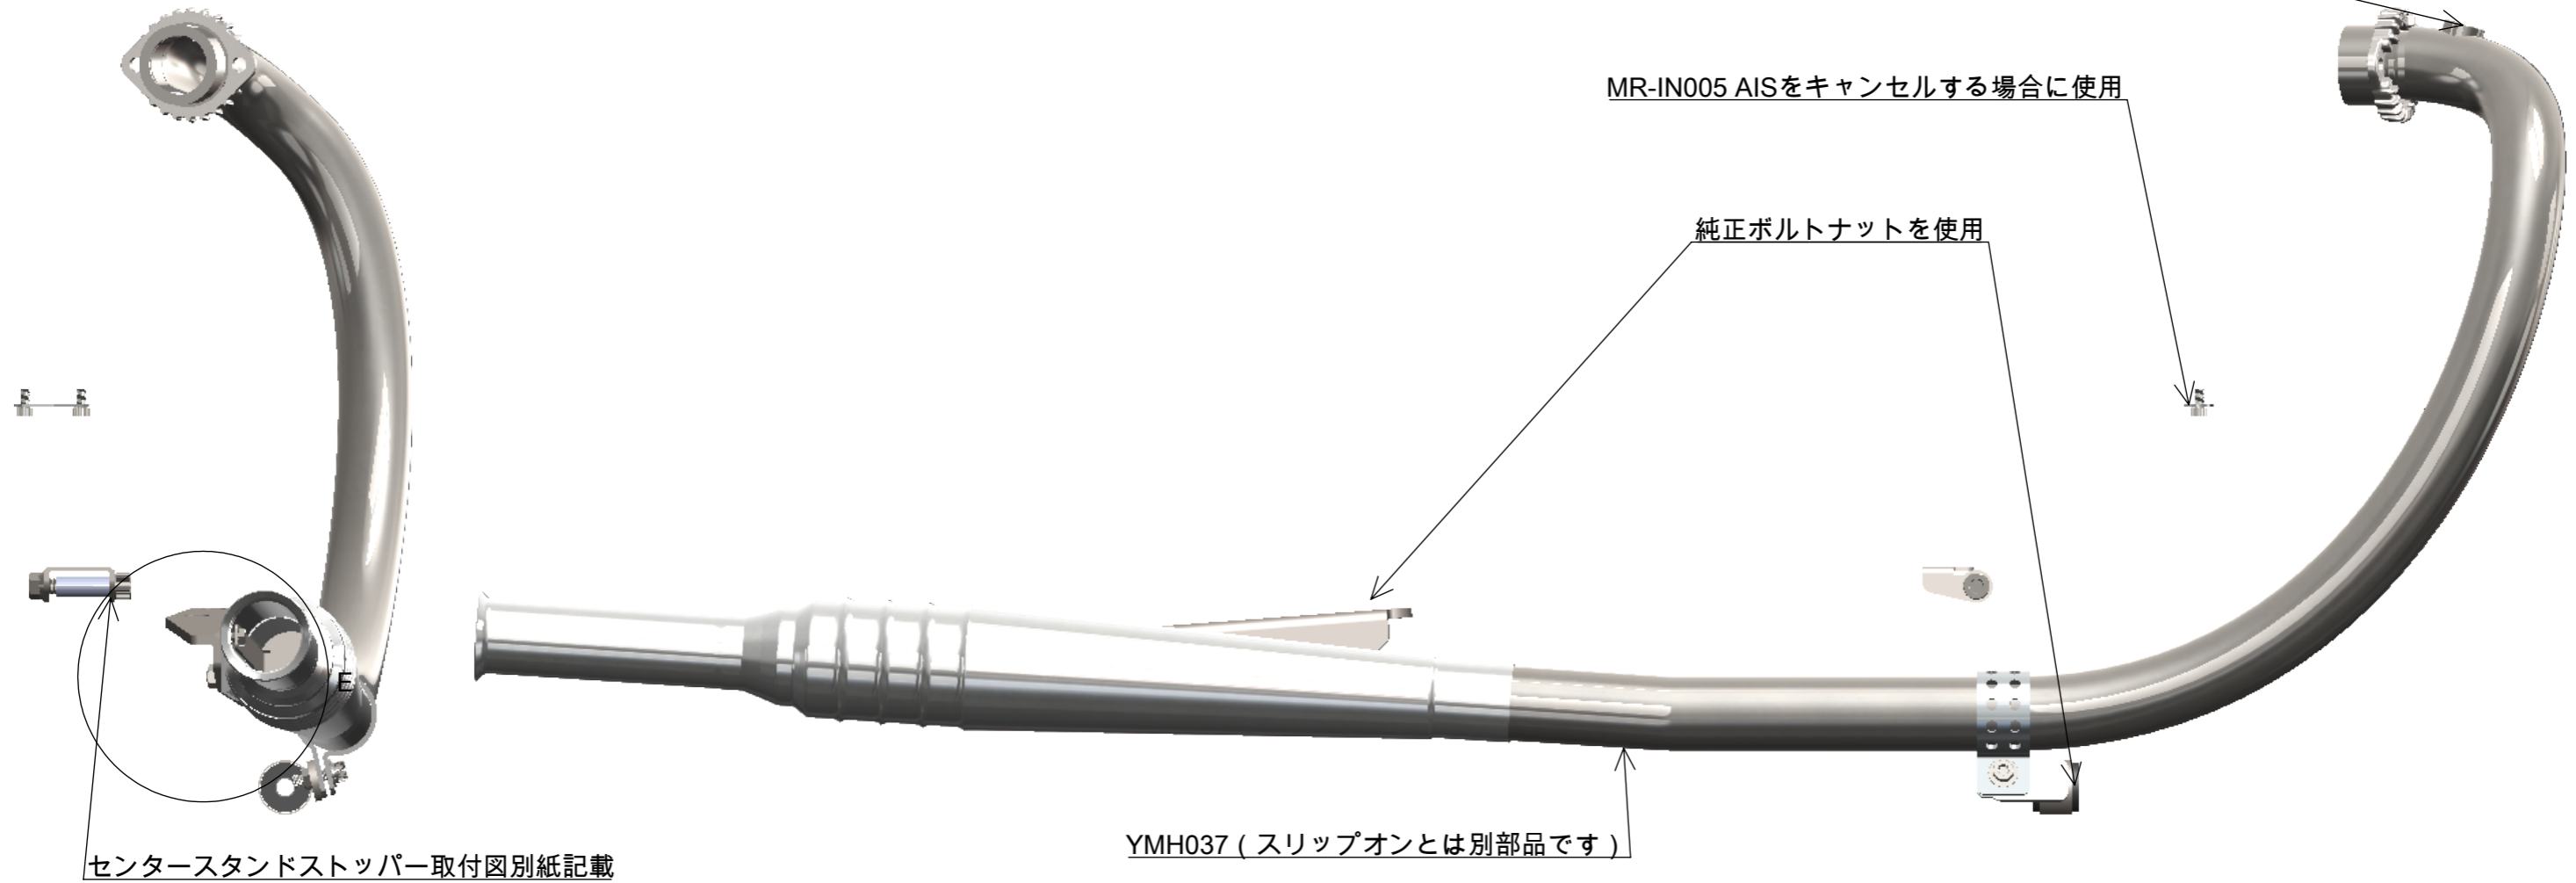 MR-IN005 AISをキャンセルする場合に使用
純正ボルトナットを使用
E
YMH037 ( スリップオンとは別部品です )
センタースタンドストッパー取付図別紙記載